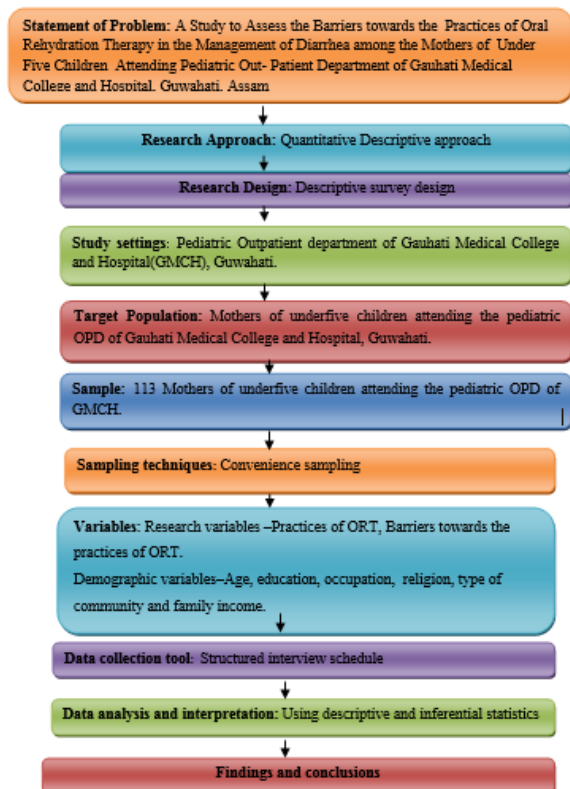 Statement of Problem: A Study to Assess the Barriers towards the Practices of Oral
Rehydration Therapy in the Management of Diarrhea among the Mothers of Under
Five Children Attending Pediatric Out- Patient Department of Gauhati Medical
College and Hospital, Guwahati, Assam
Research Approach: Quantitative Descriptive approach
Research Design: Descriptive survey design
Study settings: Pediatric Outpatient department of Gauhati Medical College
and Hospital(GMCH), Guwahati.
Target Population: Mothers of underfive children attending the pediatric
OPD of Gauhati Medical College and Hospital, Guwahati.
Sample: 113 Mothers of underfive children attending the pediatric OPD of
GMCH.
Sampling techniques: Convenience sampling
Variables: Research variables –Practices of ORT, Barriers towards the
practices of ORT.
Demographic variables–Age, education, occupation, religion, type of
community and family income.
Data collection tool: Structured interview schedule
Data analysis and interpretation: Using descriptive and inferential statistics
Findings and conclusions